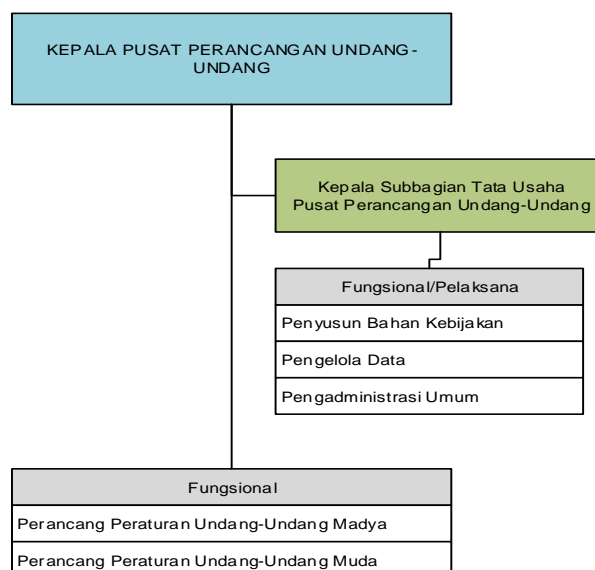 KEPALA PUSAT PERANCANGAN UNDANG-
UNDANG
Kepala Subbagian Tata Usaha
Pusat Perancangan Undang-Undang
Fungsional/Pelaksana
Penyusun Bahan Kebijakan
Pengelola Data
Pengadministrasi Umum
Fungsional
Perancang Peraturan Undang-Undang Madya
Perancang Peraturan Undang-Undang Muda